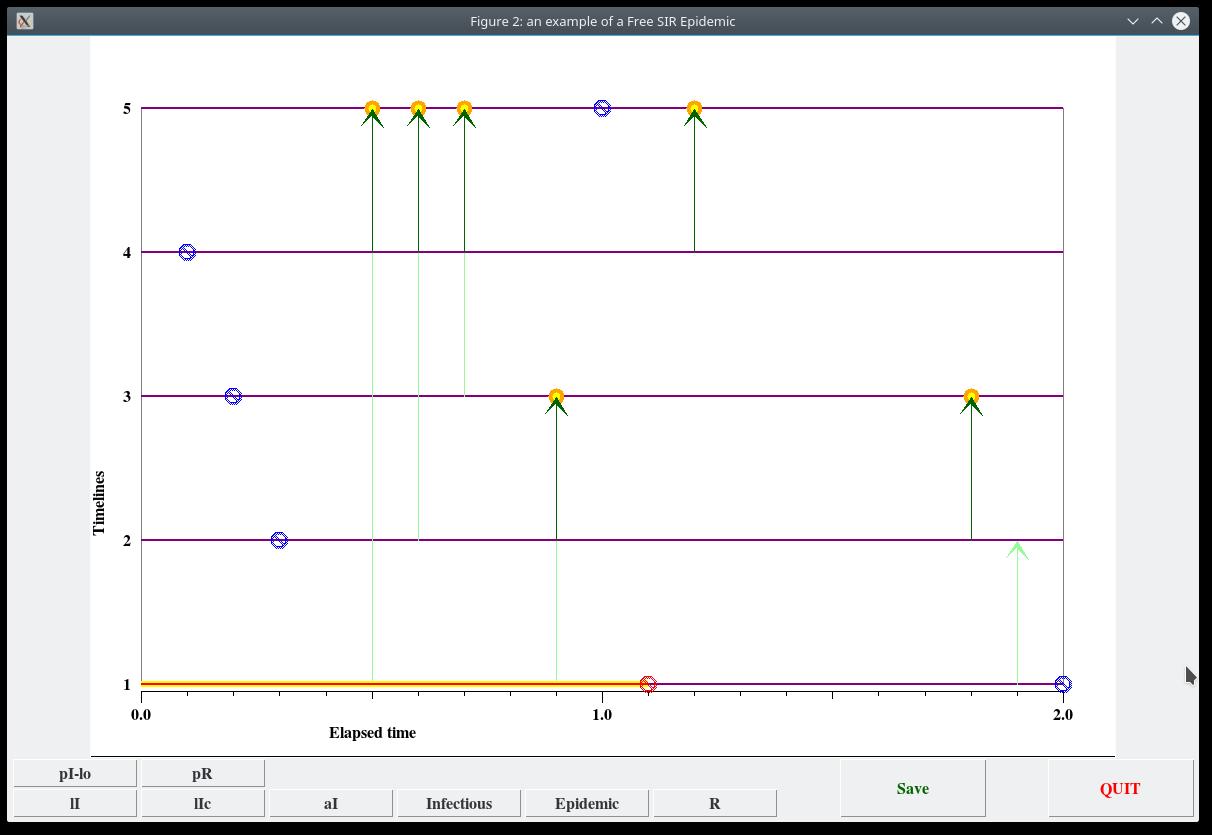 Figure 2: an example of a Free SIR Epidemic
5
4
3
Timelines
2
1
0.0 1.0 2.0
Elapsed time
pI-lo pR
Save QUIT
lI lIc aI Infectious Epidemic R